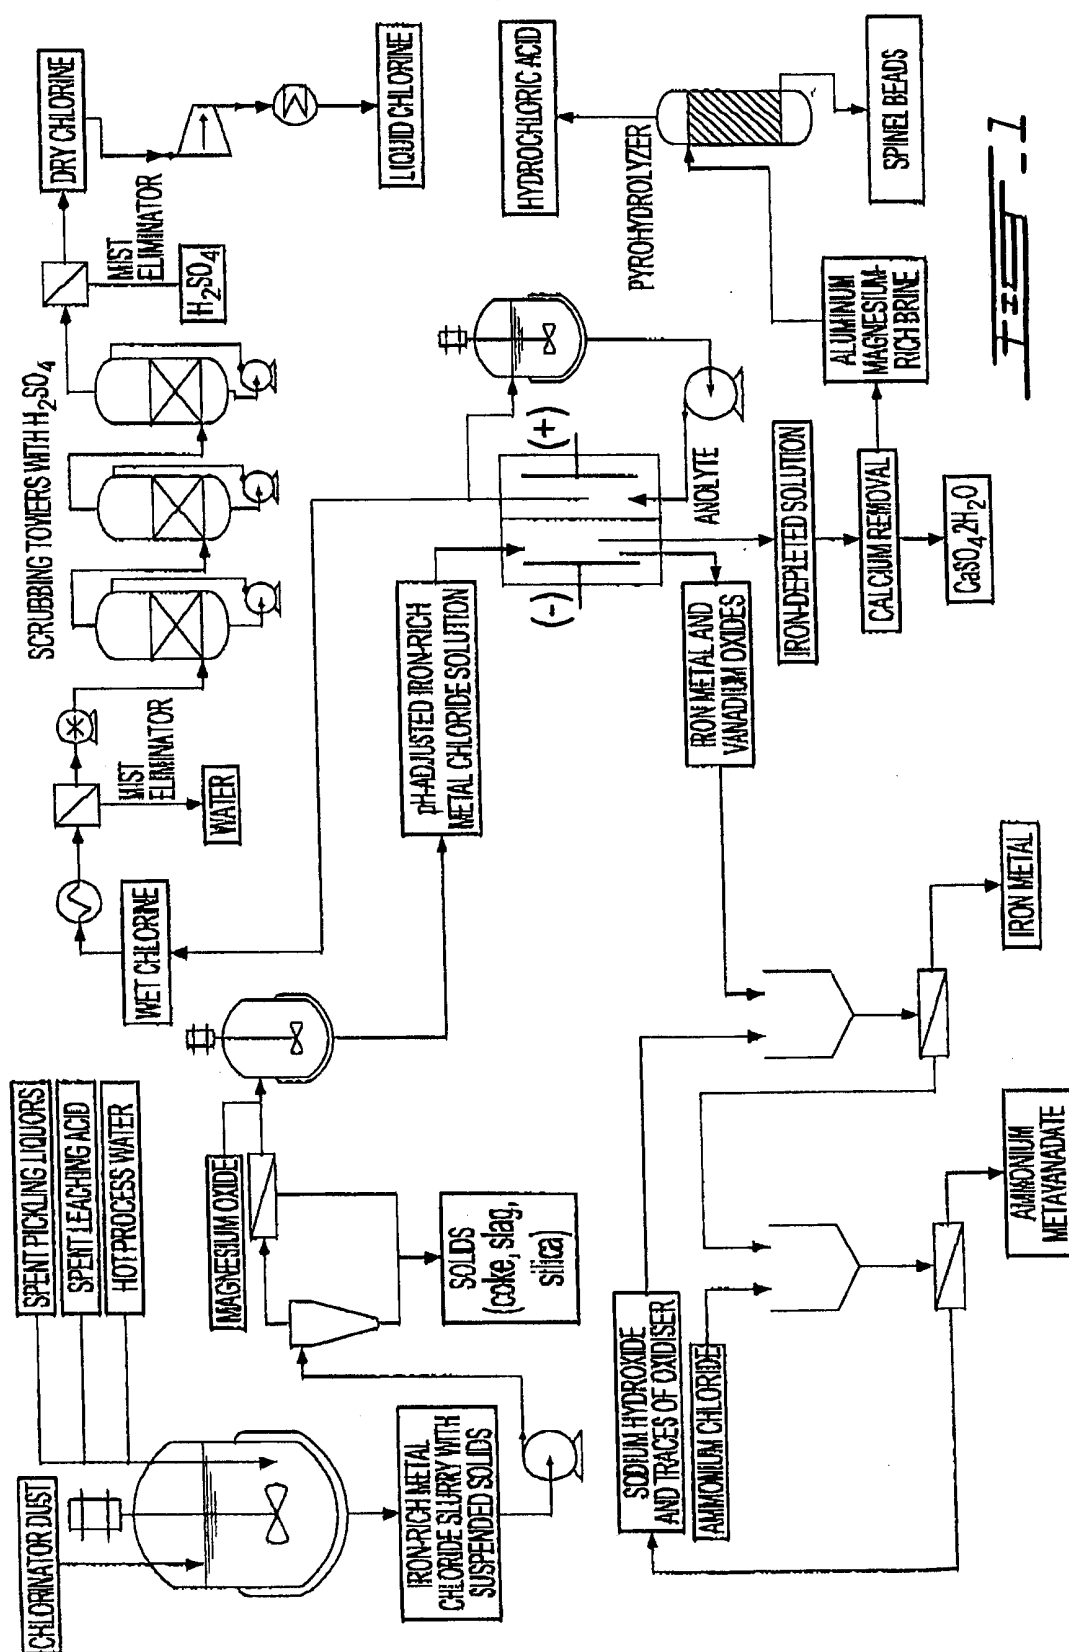 CHLORINATOR DUST
SPENT PICKLING LIQUORS
SPENT LEACHING ACID
HOT PROCESS WATER
IRON-RICH METAL
CHLORIDE SLURRY WITH
SUSPENDED SOLIDS
MAGNESIUM OXIDE
SOLIDS
(coke, slag,
silica)
WET CHLORINE
MIST
ELIMINATOR
WATER
SCRUBBING TOWERS WITH H2SO4
MIST
ELIMINATOR
H2SO4
DRY CHLORINE
LIQUID CHLORINE
pH-ADJUSTED IRON-RICH
METAL CHLORIDE SOLUTION
(-)
(+)
ANOLYTE
IRON METAL AND
VANADIUM OXIDES
IRON-DEPLETED SOLUTION
CALCIUM REMOVAL
CaSO4 2H2O
ALUMINUM
MAGNESIUM-
RICH BRINE
PYROHYDROLYZER
HYDROCHLORIC ACID
SPINEL BEADS
SODIUM HYDROXIDE
AND TRACES OF OXIDISER
AMMONIUM CHLORIDE
AMMONIUM
METAVANADATE
IRON METAL
FIG-1